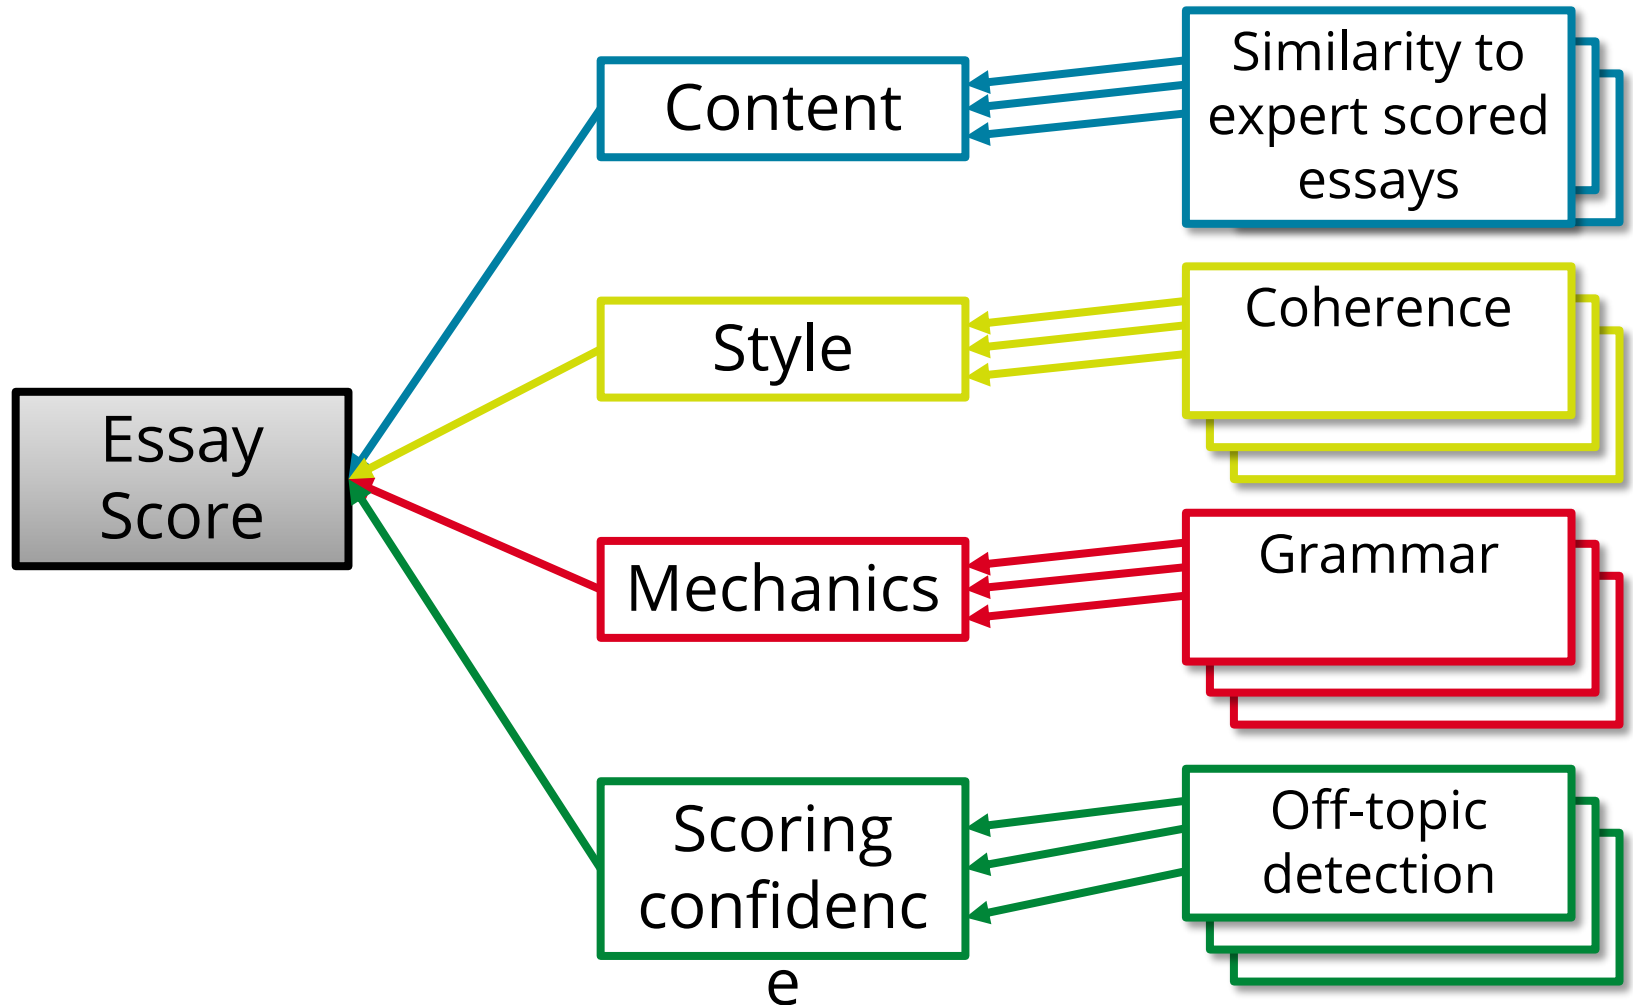 Essay
Score
Content
Style
Mechanics
Scoring
confidenc
e
Similarity to
expert scored
essays
Coherence
Grammar
Off-topic
detection